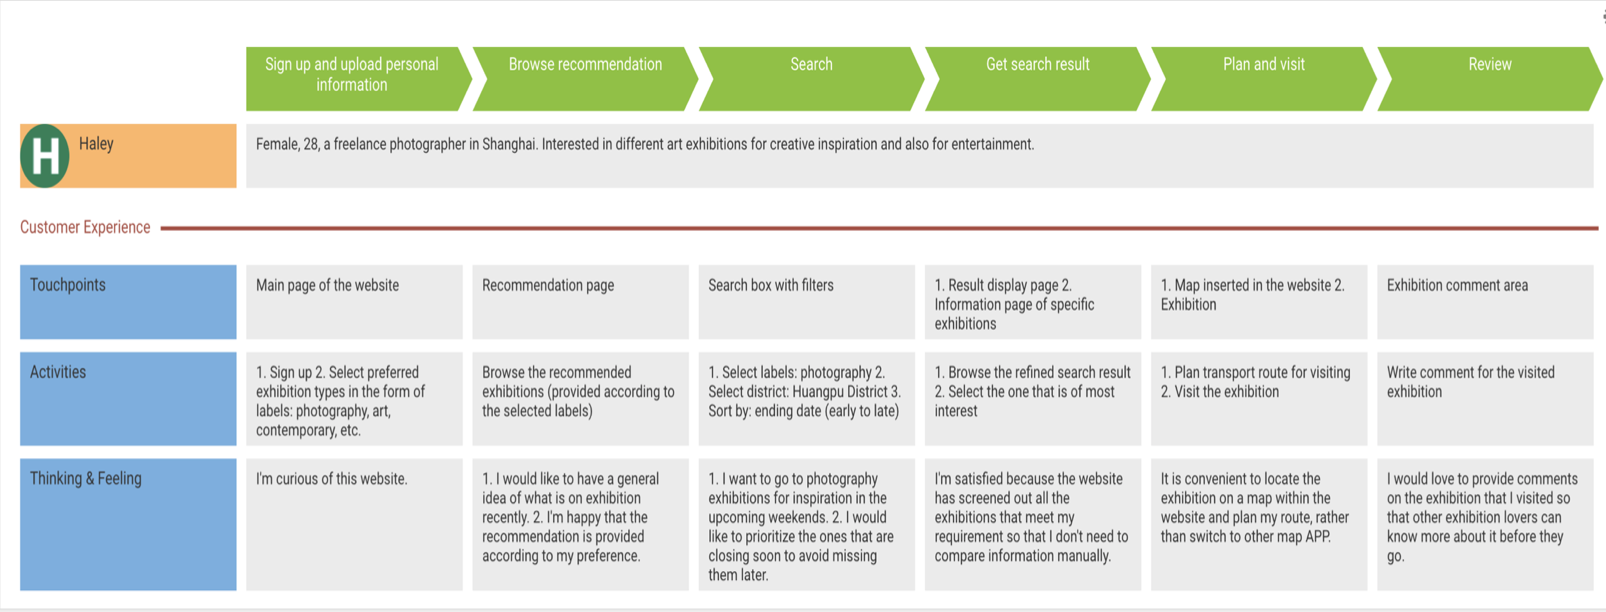 Sign up and upload personal
information
Browse recommendation
Search
Get search result
Plan and visit
Review
H
Haley
Female, 28, a freelance photographer in Shanghai. Interested in different art exhibitions for creative inspiration and also for entertainment.
Customer Experience
Touchpoints
Main page of the website
Recommendation page
Search box with filters
1. Result display page 2.
Information page of specific
exhibitions
1. Map inserted in the website 2.
Exhibition
Exhibition comment area
Activities
1. Sign up 2. Select preferred
exhibition types in the form of
labels: photography, art,
contemporary, etc.
Browse the recommended
exhibitions (provided according to
the selected labels)
1. Select labels: photography 2.
Select district: Huangpu District 3.
Sort by: ending date (early to late)
1. Browse the refined search result
2. Select the one that is of most
interest
1. Plan transport route for visiting
2. Visit the exhibition
Write comment for the visited
exhibition
Thinking & Feeling
I'm curious of this website.
1. I would like to have a general
idea of what is on exhibition
recently. 2. I'm happy that the
recommendation is provided
according to my preference.
1. I want to go to photography
exhibitions for inspiration in the
upcoming weekends. 2. I would
like to prioritize the ones that are
closing soon to avoid missing
them later.
I'm satisfied because the website
has screened out all the
exhibitions that meet my
requirement so that I don't need to
compare information manually.
It is convenient to locate the
exhibition on a map within the
website and plan my route, rather
than switch to other map APP.
I would love to provide comments
on the exhibition that I visited so
that other exhibition lovers can
know more about it before they
go.